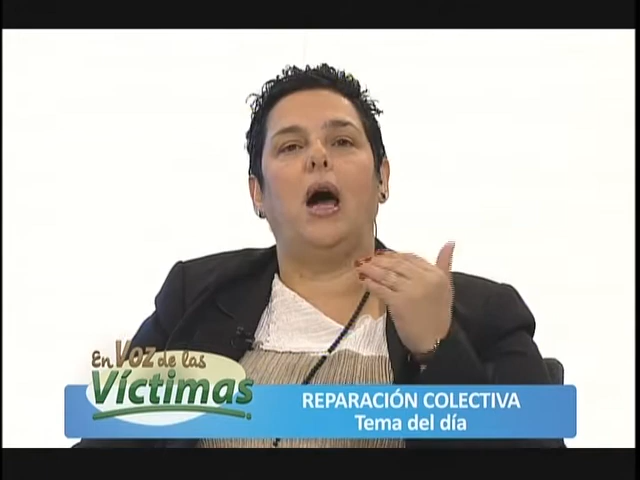 En Voz de las
Víctimas
REPARACIÓN COLECTIVA
Tema del día